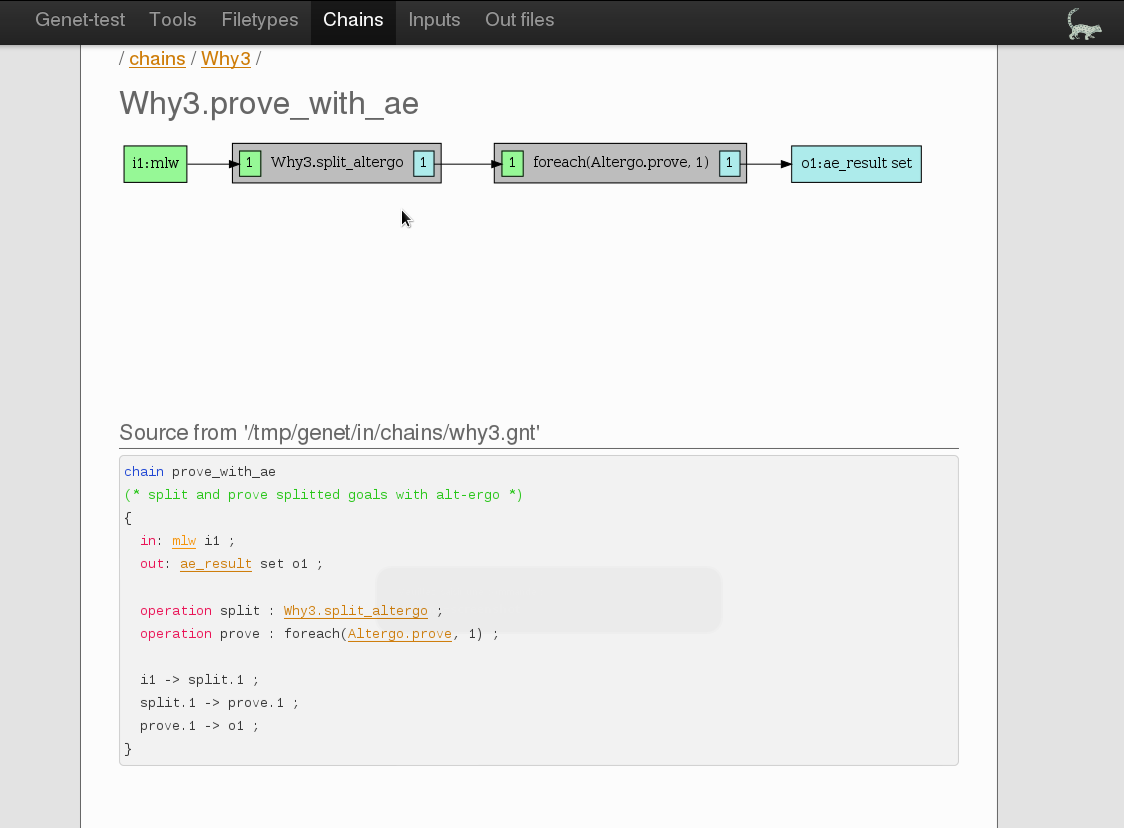 Genet-test Tools Filetypes Chains Inputs Out files
/ chains / Why3 /
Why3.prove_with_ae
i1:mlw 1 Why3.split_altergo 1 1 foreach(Altergo.prove, 1) 1 o1:ae_result set
Source from '/tmp/genet/in/chains/why3.gnt'
chain prove_with_ae
(* split and prove splitted goals with alt-ergo *)
{
in: mlw i1 ;
out: ae_result set o1 ;
operation split : Why3.split_altergo ;
operation prove : foreach(Altergo.prove, 1) ;
i1 -> split.1 ;
split.1 -> prove.1 ;
prove.1 -> o1 ;
}